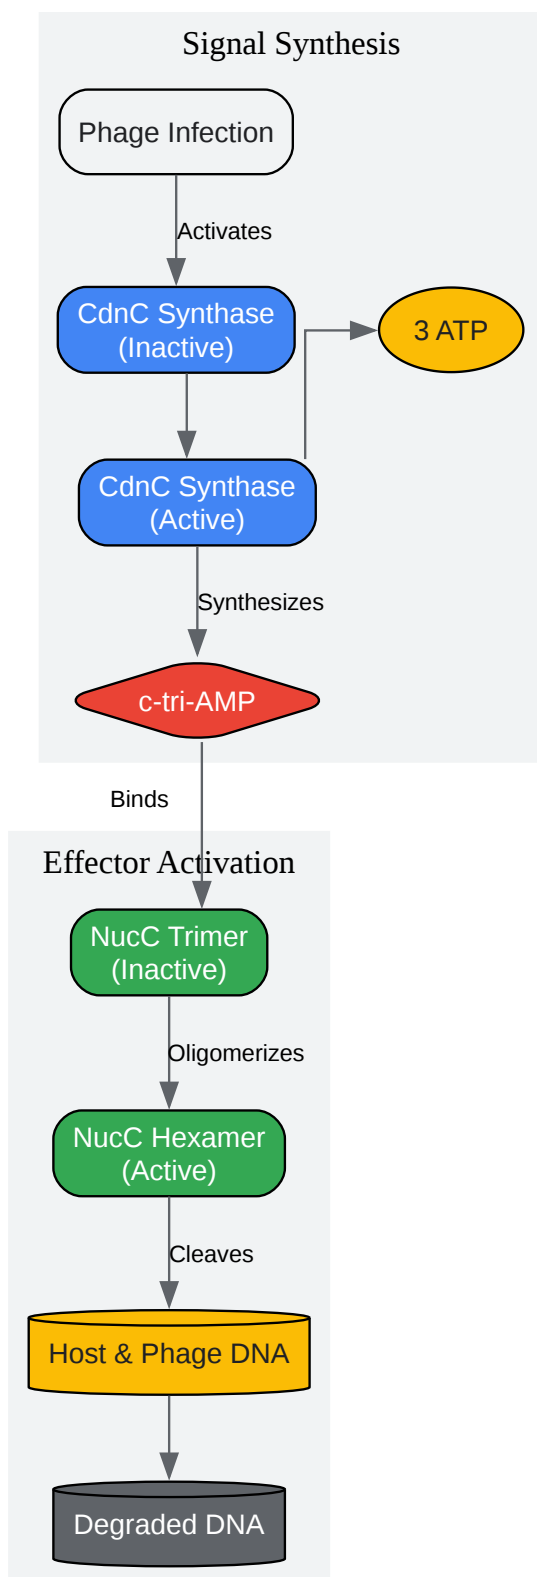 Signal Synthesis
Phage Infection
Activates
CdnC Synthase
(Inactive)
3 ATP
CdnC Synthase
(Active)
Synthesizes
c-tri-AMP
Binds
Effector Activation
NucC Trimer
(Inactive)
Oligomerizes
NucC Hexamer
(Active)
Cleaves
Host & Phage DNA
Degraded DNA